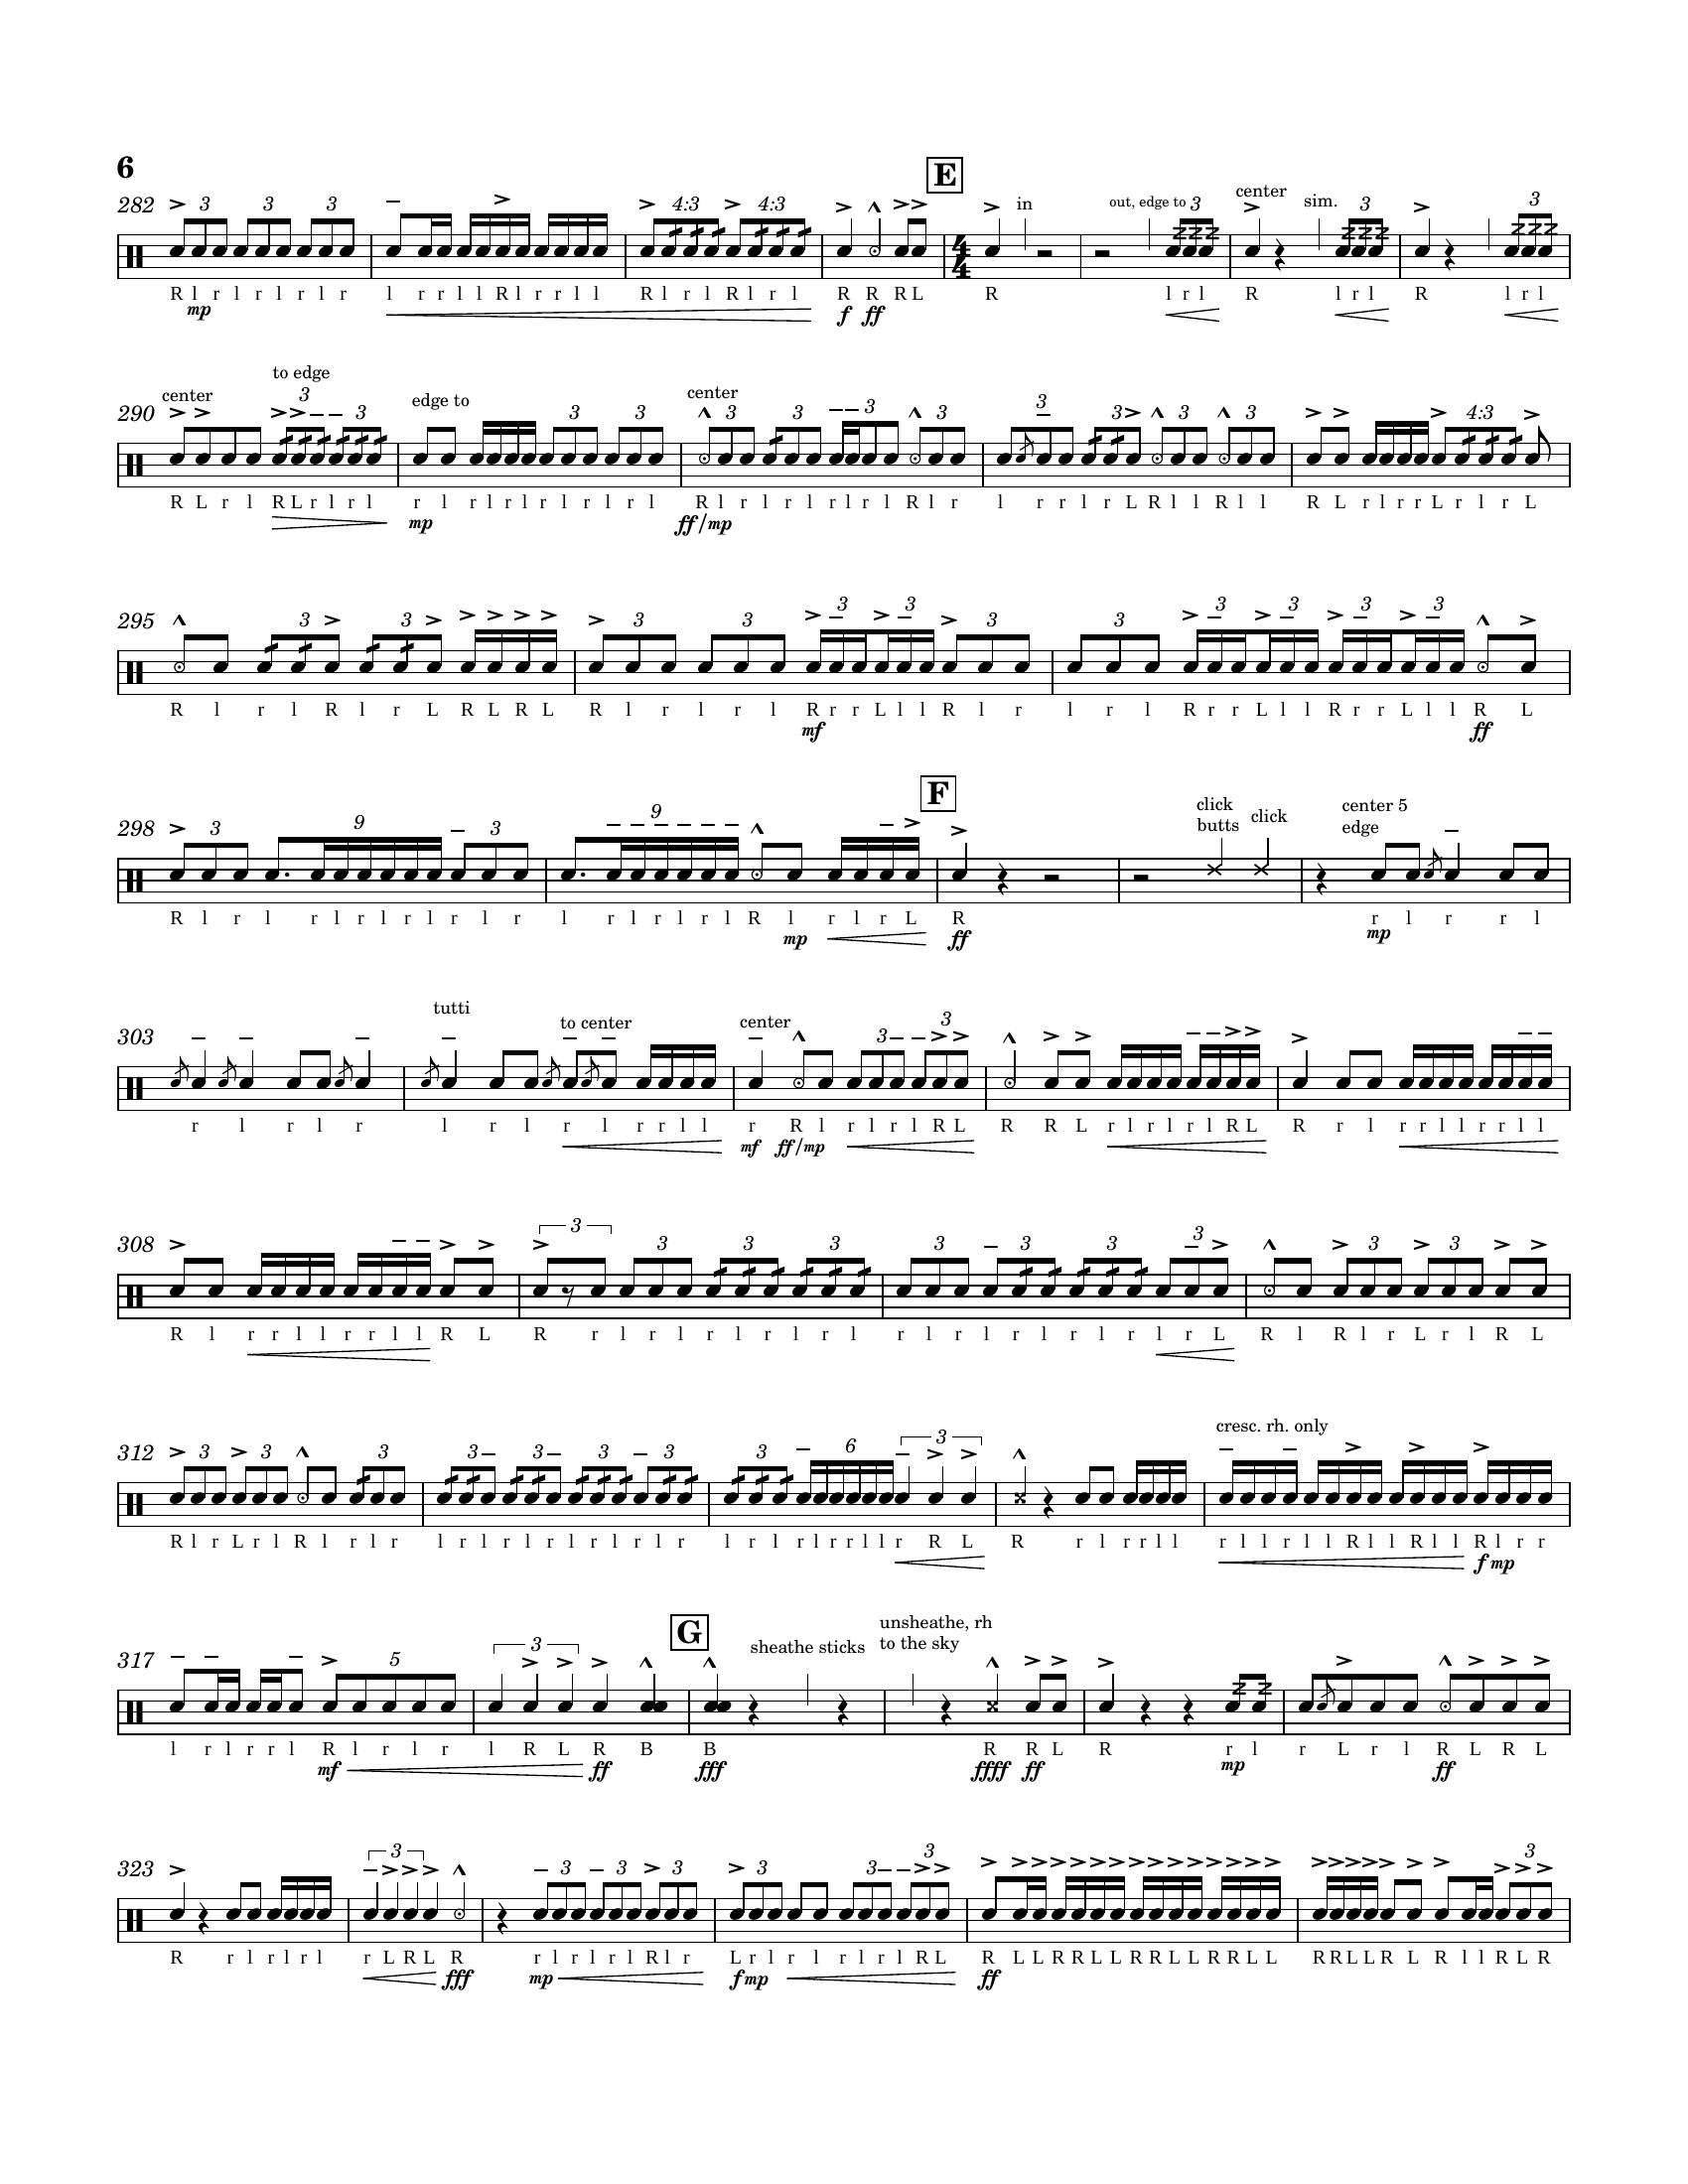 6
E
282 3 3 3 4:3 4:3 in out, edge to 3 center sim. 3 3
4 4
R l r l r l r l r l r r l l R l r r l l R l r l R l r l R R R L R l r l R l r l R l r l
mp f ff
center to edge 3 3 edge to 3 3 center 3 3 3 3 3 3 3 3 4:3
290
R L r l R L r l r l r l r l r l r l r l r l R l r l r l r l r l R l r l r r l r L R l l R l l R L r l r r L r l r L
mp ff/mp
295 3 3 3 3 3 3 3 3 3 3 3 3
R l r l R l r L R L R L R l r l r l R r r L l l R l r l r l R r r L l l R r r L l l R L
mf ff
F
298 3 9 3 9 click butts click center 5 edge
R l r l r l r l r l r l r l r l r l r l R l r l r L R r l r r l
mp ff mp
303 tutti to center center 3 3
r l r l r l r l r l r r l l r R l r l r l R L R R L r l r l r l R L R r l r r l l r r l l
mf ff/mp
308 3 3 3 3 3 3 3 3 3 3
R l r r l l r r l l R L R r l r l r l r l r l r l r l r l r l r l r L R l R l r L r l R L
312 3 3 3 3 3 3 3 3 6 3 cresc. rh. only
R l r L r l R l r l r l r l r l r l r l r l r l r l r l r r l l r R L R r l r r l l r l l r l l R l l R l l R l r r
f mp
G
317 5 3 sheathe sticks unsheathe, rh
to the sky
l r l r r l R l r l r l R L R B B R R L R r l r L r l R L R L
mf ff fff ffff ff mp ff
323 3 3 3 3 3 3 3 3
R r l r l r l r L R L R r l r l r l R l r L r l r l r l r l R L R L L R R L L R R L L R R L L R R L L R L R l l R L R
fff mp f mp ff